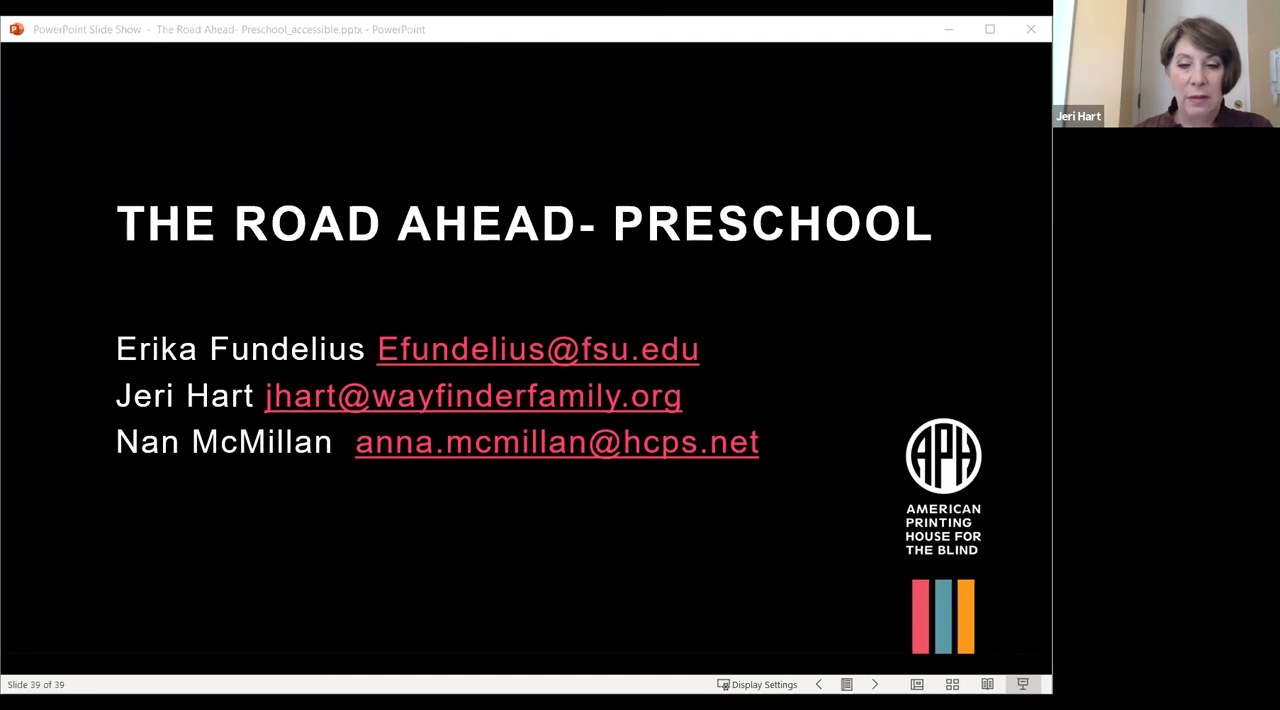 PowerPoint Slide Show - The Road Ahead- Preschool_accessible.pptx - PowerPoint
Jeri Hart
THE ROAD AHEAD- PRESCHOOL
Erika Fundelius Efundelius@fsu.edu
Jeri Hart jhart@wayfinderfamily.org
Nan McMillan anna.mcmillan@hcps.net
APH
AMERICAN
PRINTING
HOUSE FOR
THE BLIND
Slide 39 of 39
Display Settings